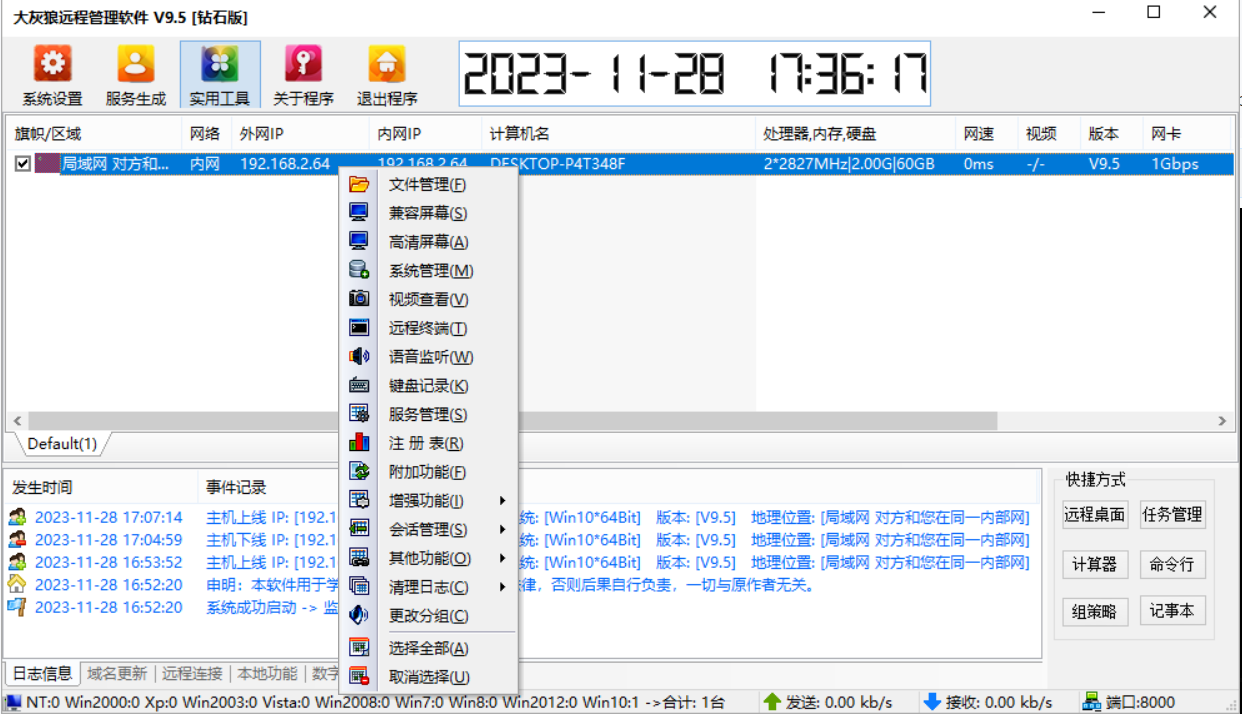 大灰狼远程管理软件 V9.5 [钻石版]
系统设置 服务生成 实用工具 关于程序 退出程序
2023-11-28 17:36:17
旗帜/区域 网络 外网IP 内网IP 计算机名 处理器,内存,硬盘 网速 视频 版本 网卡
局域网 对方和... 内网 192.168.2.64 192.168.2.64 DESKTOP-P4T348F 2*2827MHz|2.00G|60GB 0ms -/- V9.5 1Gbps
文件管理(F)
兼容屏幕(S)
高清屏幕(A)
系统管理(M)
视频查看(V)
远程终端(T)
语音监听(W)
键盘记录(K)
服务管理(S)
注 册 表(R)
附加功能(F)
增强功能(I)
会话管理(S)
其他功能(O)
清理日志(C)
更改分组(C)
选择全部(A)
取消选择(U)
Default(1)
发生时间 事件记录
2023-11-28 17:07:14 主机上线 IP: [192.1 统: [Win10*64Bit] 版本: [V9.5] 地理位置: [局域网 对方和您在同一内部网]
2023-11-28 17:04:59 主机下线 IP: [192.1 统: [Win10*64Bit] 版本: [V9.5] 地理位置: [局域网 对方和您在同一内部网]
2023-11-28 16:53:52 主机上线 IP: [192.1 统: [Win10*64Bit] 版本: [V9.5] 地理位置: [局域网 对方和您在同一内部网]
2023-11-28 16:52:20 申明：本软件用于学 律，否则后果自行负责，一切与原作者无关。
2023-11-28 16:52:20 系统成功启动 -> 监
快捷方式
远程桌面 任务管理
计算器 命令行
组策略 记事本
日志信息 域名更新 远程连接 本地功能 数字
NT:0 Win2000:0 Xp:0 Win2003:0 Vista:0 Win2008:0 Win7:0 Win8:0 Win2012:0 Win10:1 ->合计: 1台 发送: 0.00 kb/s 接收: 0.00 kb/s 端口:8000